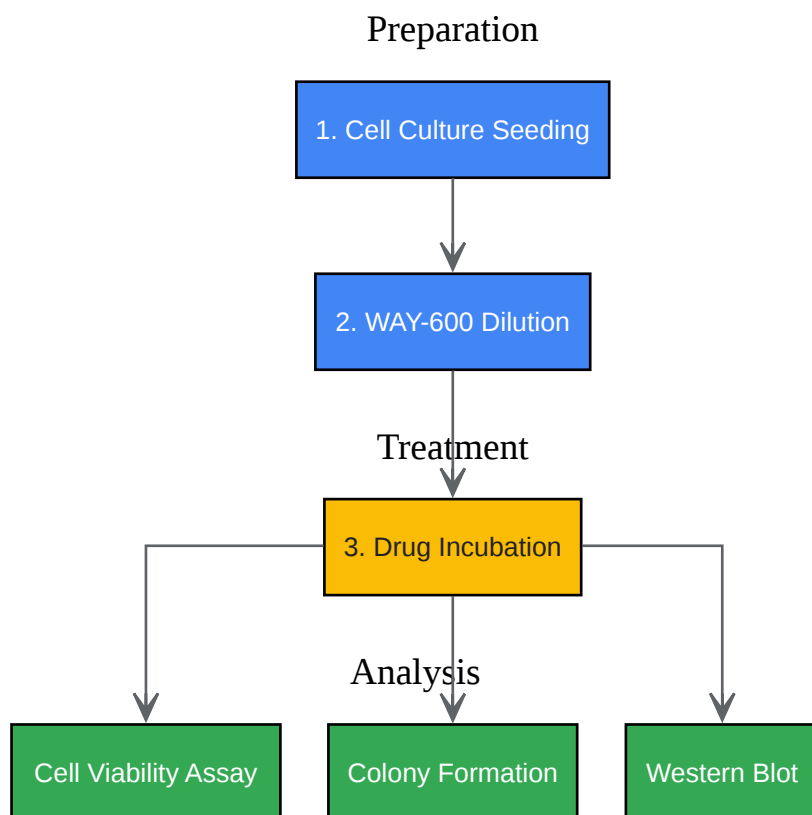 Preparation
1. Cell Culture Seeding
2. WAY-600 Dilution
Treatment
3. Drug Incubation
Analysis
Cell Viability Assay
Colony Formation
Western Blot